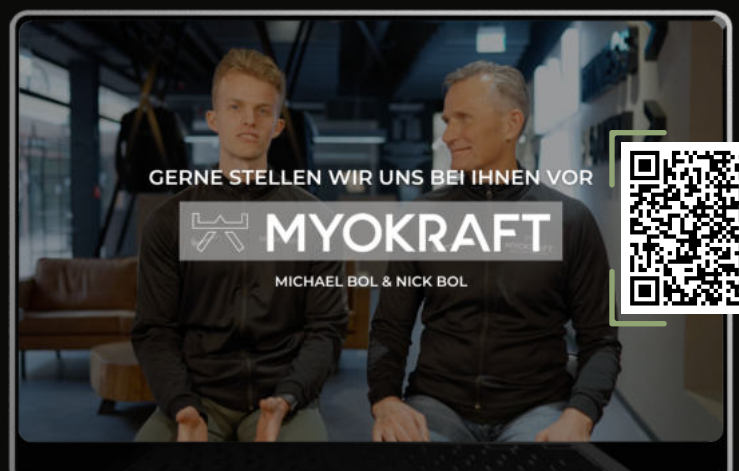 GERNE STELLEN WIR UNS BEI IHNEN VOR
MYOKRAFT
MICHAEL BOL & NICK BOL